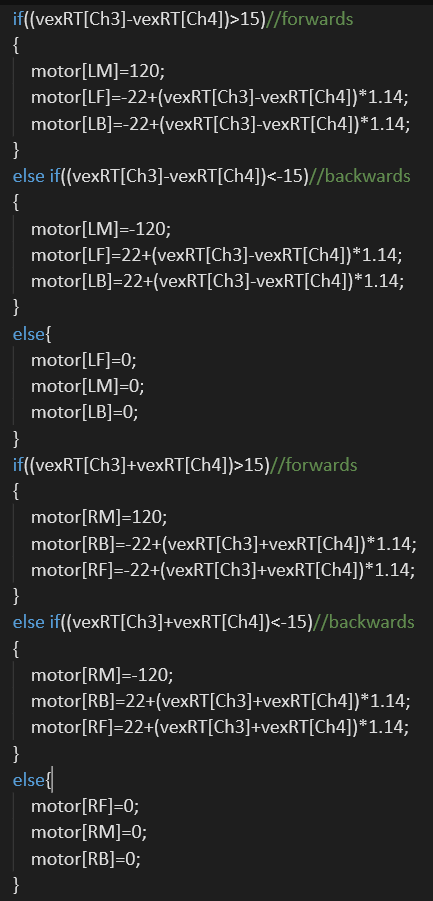 if((vexRT[Ch3]-vexRT[Ch4])>15)//forwards
{
motor[LM]=120;
motor[LF]=-22+(vexRT[Ch3]-vexRT[Ch4])*1.14;
motor[LB]=-22+(vexRT[Ch3]-vexRT[Ch4])*1.14;
}
else if((vexRT[Ch3]-vexRT[Ch4])<-15)//backwards
{
motor[LM]=-120;
motor[LF]=22+(vexRT[Ch3]-vexRT[Ch4])*1.14;
motor[LB]=22+(vexRT[Ch3]-vexRT[Ch4])*1.14;
}
else{
motor[LF]=0;
motor[LM]=0;
motor[LB]=0;
}
if((vexRT[Ch3]+vexRT[Ch4])>15)//forwards
{
motor[RM]=120;
motor[RB]=-22+(vexRT[Ch3]+vexRT[Ch4])*1.14;
motor[RF]=-22+(vexRT[Ch3]+vexRT[Ch4])*1.14;
}
else if((vexRT[Ch3]+vexRT[Ch4])<-15)//backwards
{
motor[RM]=-120;
motor[RB]=22+(vexRT[Ch3]+vexRT[Ch4])*1.14;
motor[RF]=22+(vexRT[Ch3]+vexRT[Ch4])*1.14;
}
else{
motor[RF]=0;
motor[RM]=0;
motor[RB]=0;
}